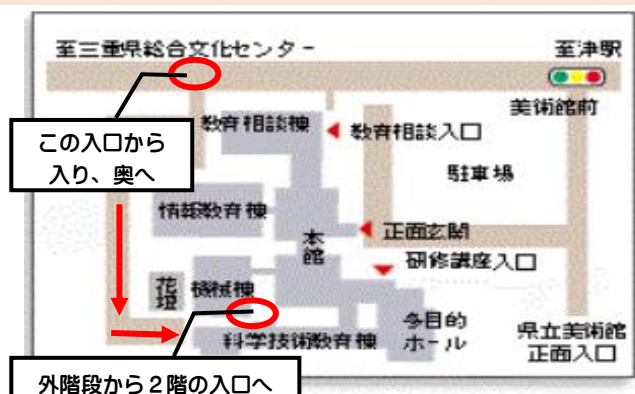 至三重県総合文化センター
至津駅
美術館前
この入口から
入り、奥へ
教育相談棟
教育相談入口
駐車場
情報教育棟
本館
正面玄関
研修講座入口
花壇
機械棟
科学技術教育棟
多目的
ホール
県立美術館
正面入口
外階段から２階の入口へ